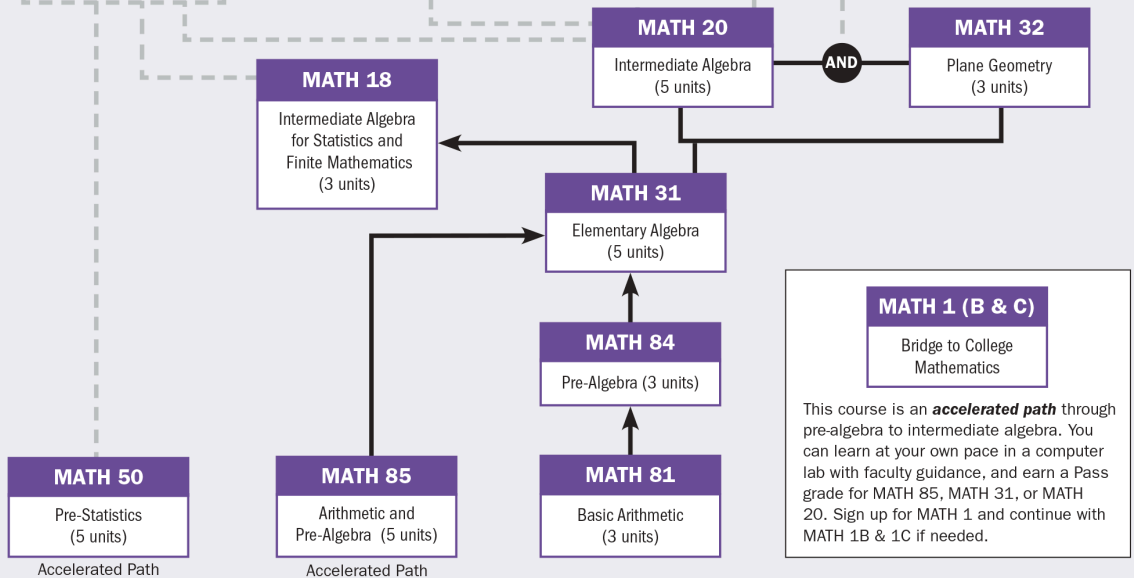 MATH 20
Intermediate Algebra
(5 units)
AND
MATH 32
Plane Geometry
(3 units)
MATH 18
Intermediate Algebra
for Statistics and
Finite Mathematics
(3 units)
MATH 31
Elementary Algebra
(5 units)
MATH 84
Pre-Algebra (3 units)
MATH 1 (B & C)
Bridge to College
Mathematics
This course is an accelerated path through
pre-algebra to intermediate algebra. You
can learn at your own pace in a computer
lab with faculty guidance, and earn a Pass
grade for MATH 85, MATH 31, or MATH
20. Sign up for MATH 1 and continue with
MATH 1B & 1C if needed.
MATH 50
Pre-Statistics
(5 units)
Accelerated Path
MATH 85
Arithmetic and
Pre-Algebra (5 units)
Accelerated Path
MATH 81
Basic Arithmetic
(3 units)